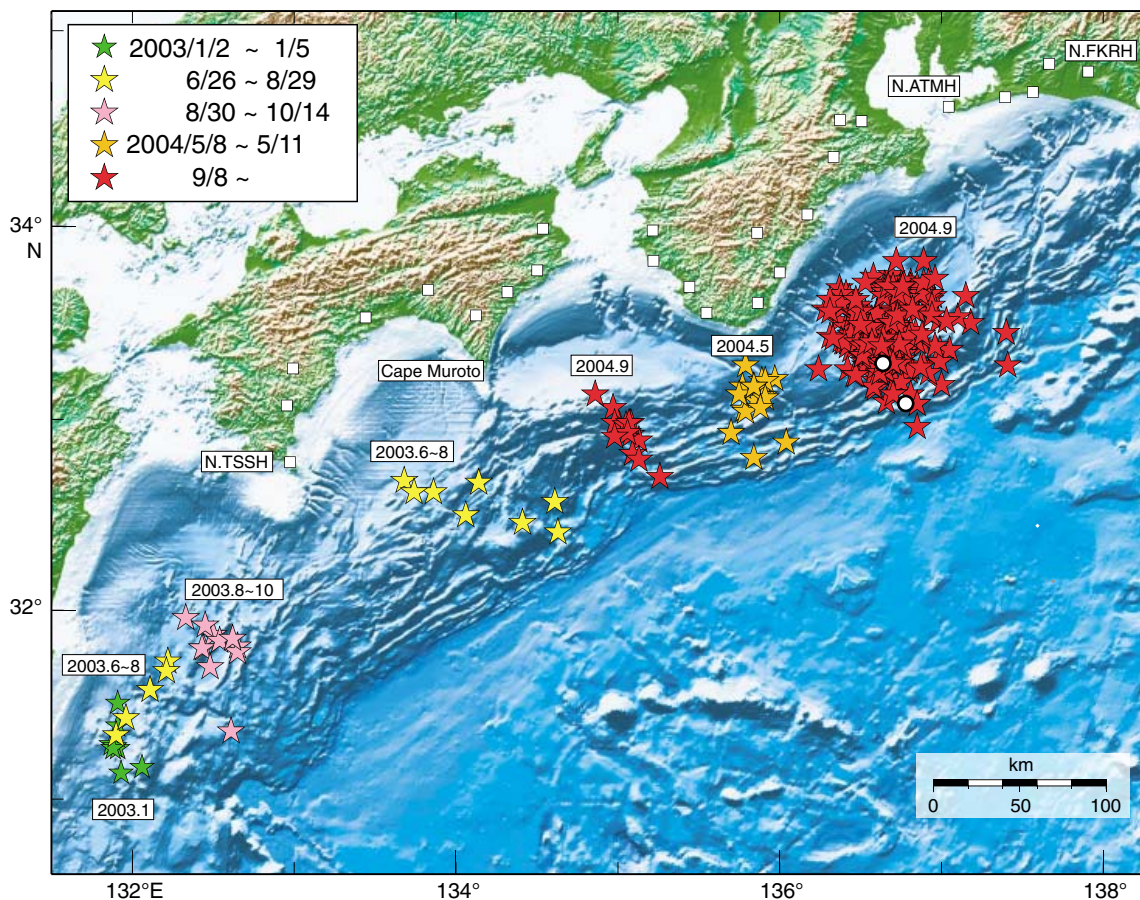 2003/1/2 ~ 1/5
6/26 ~ 8/29
8/30 ~ 10/14
2004/5/8 ~ 5/11
9/8 ~
N.FKRH
N.ATMH
34°
N
2004.9
2004.5
2004.9
Cape Muroto
2003.6~8
N.TSSH
32°
2003.8~10
2003.6~8
2003.1
km
0 50 100
132°E 134° 136° 138°